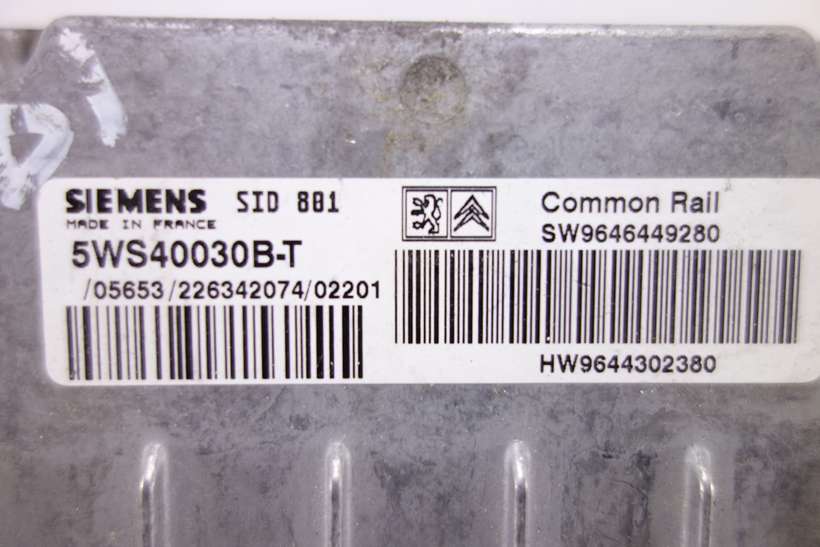 SIEMENS SID 801
MADE IN FRANCE
5WS40030B-T
/05653/226342074/02201
Common Rail
SW9646449280
HW9644302380